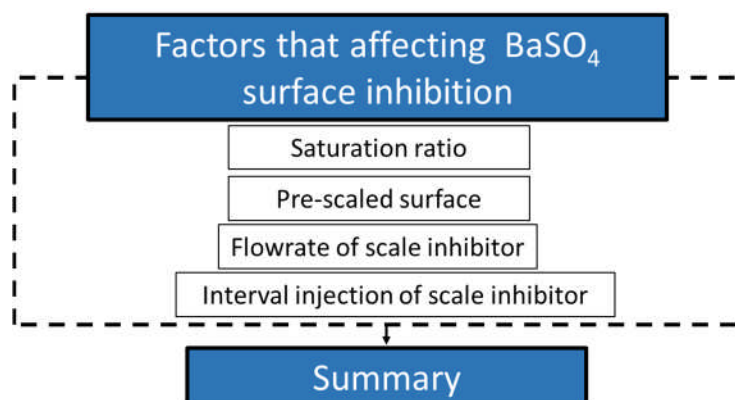 Factors that affecting BaSO₄
surface inhibition
Saturation ratio
Pre-scaled surface
Flowrate of scale inhibitor
Interval injection of scale inhibitor
Summary